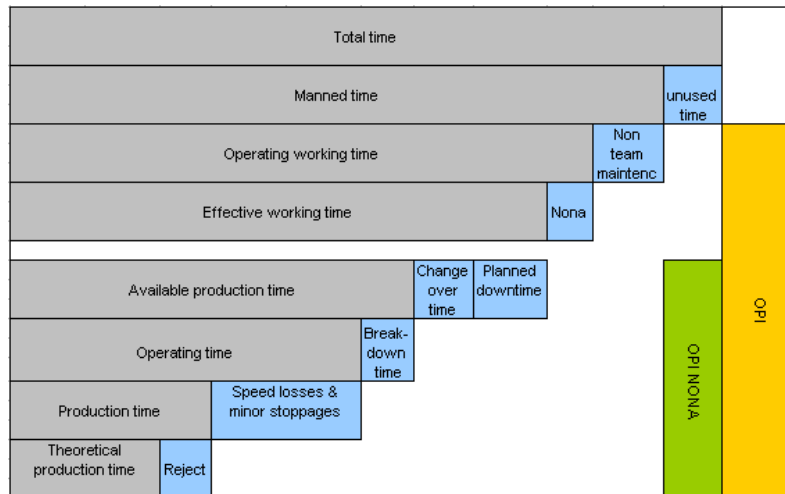 Total time
Manned time
unused
time
Operating working time
Non
team
maintenc
Effective working time
Nona
Available production time
Change
over
time
Planned
downtime
Operating time
Break-
down
time
Production time
Speed losses &
minor stoppages
Theoretical
production time
Reject
OPI NONA
OPI